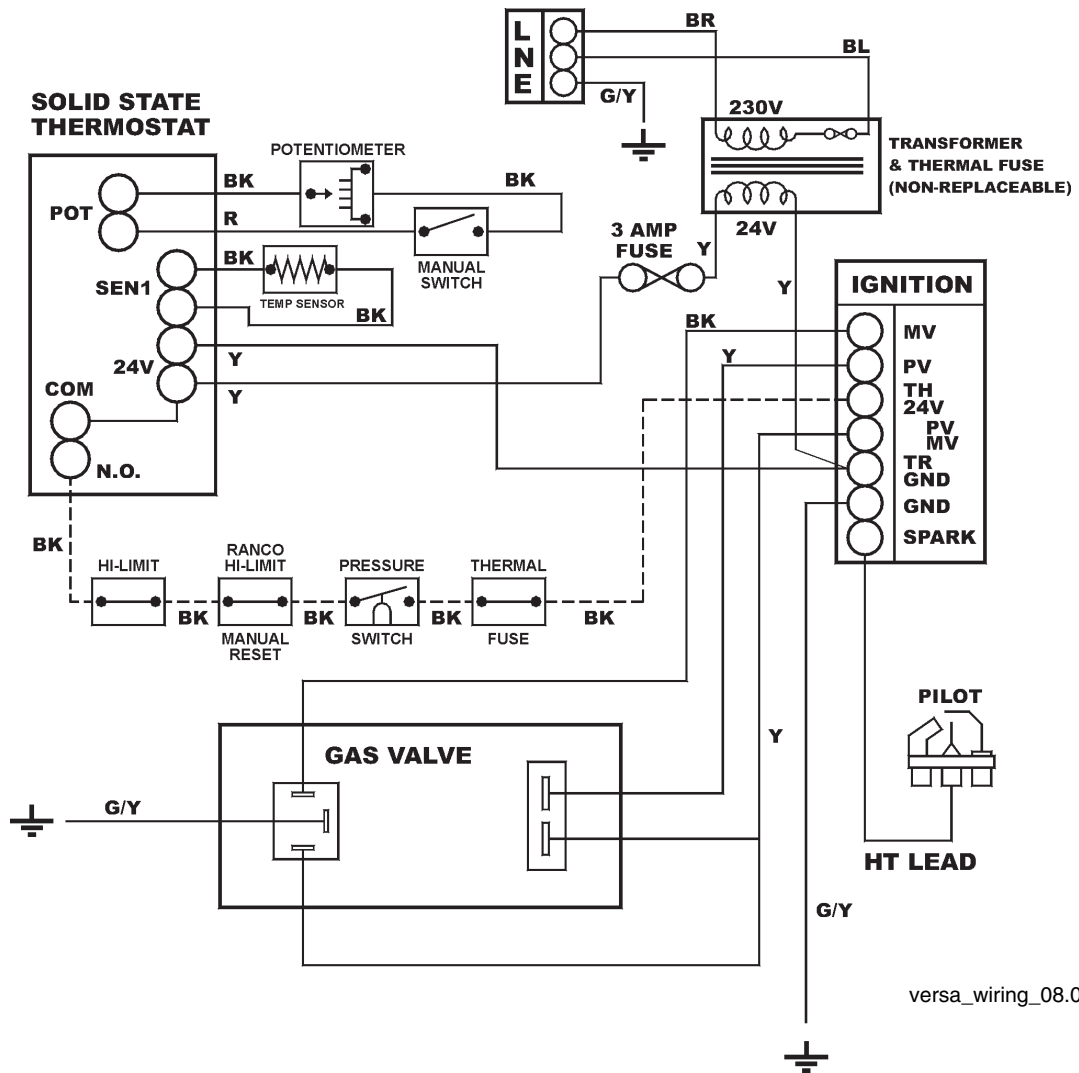 L
N
E
BR
BL
G/Y
SOLID STATE
THERMOSTAT
230V
TRANSFORMER
& THERMAL FUSE
(NON-REPLACEABLE)
24V
POTENTIOMETER
BK
BK
POT
R
MANUAL
SWITCH
3 AMP
FUSE
Y
Y
SEN1
BK
TEMP SENSOR
BK
24V
Y
Y
COM
N.O.
IGNITION
MV
PV
TH
24V
PV
MV
TR
GND
GND
SPARK
BK
Y
BK
HI-LIMIT
BK
RANCO
HI-LIMIT
MANUAL
RESET
BK
PRESSURE
SWITCH
BK
THERMAL
FUSE
BK
GAS VALVE
G/Y
Y
PILOT
HT LEAD
G/Y
versa_wiring_08.0